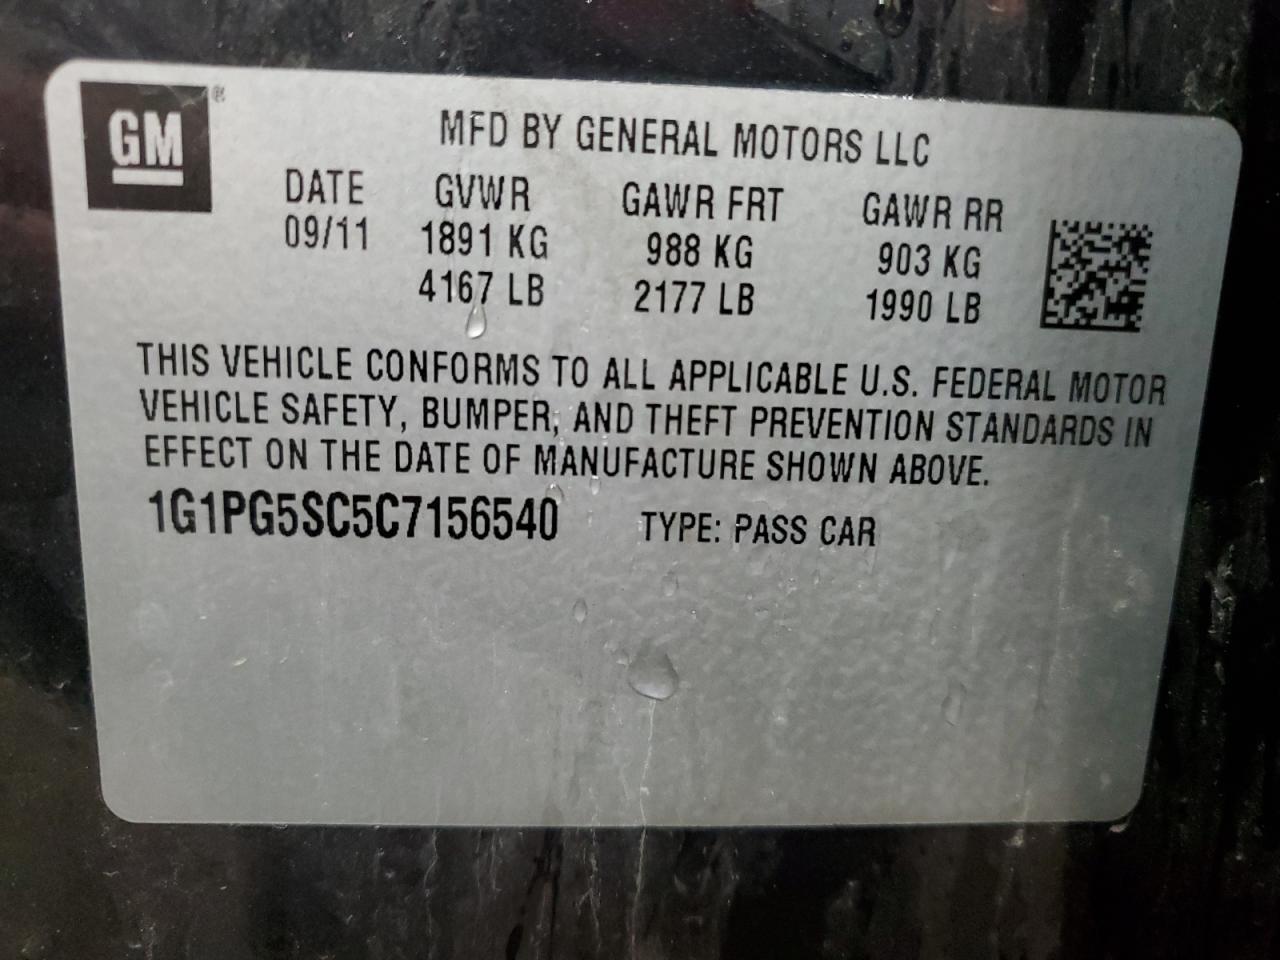 GM®
MFD BY GENERAL MOTORS LLC
DATE GVWR GAWR FRT GAWR RR
09/11 1891 KG 988 KG 903 KG
4167 LB 2177 LB 1990 LB
THIS VEHICLE CONFORMS TO ALL APPLICABLE U.S. FEDERAL MOTOR
VEHICLE SAFETY, BUMPER, AND THEFT PREVENTION STANDARDS IN
EFFECT ON THE DATE OF MANUFACTURE SHOWN ABOVE.
1G1PG5SC5C7156540 TYPE: PASS CAR